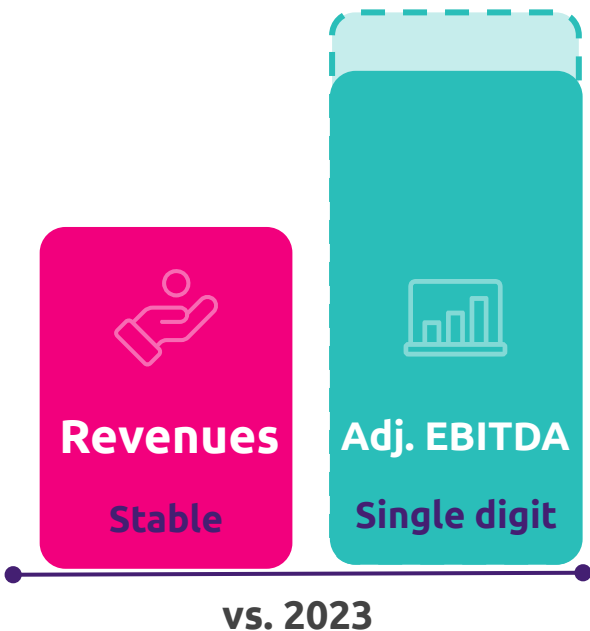 Revenues
Stable
Adj. EBITDA
Single digit
vs. 2023